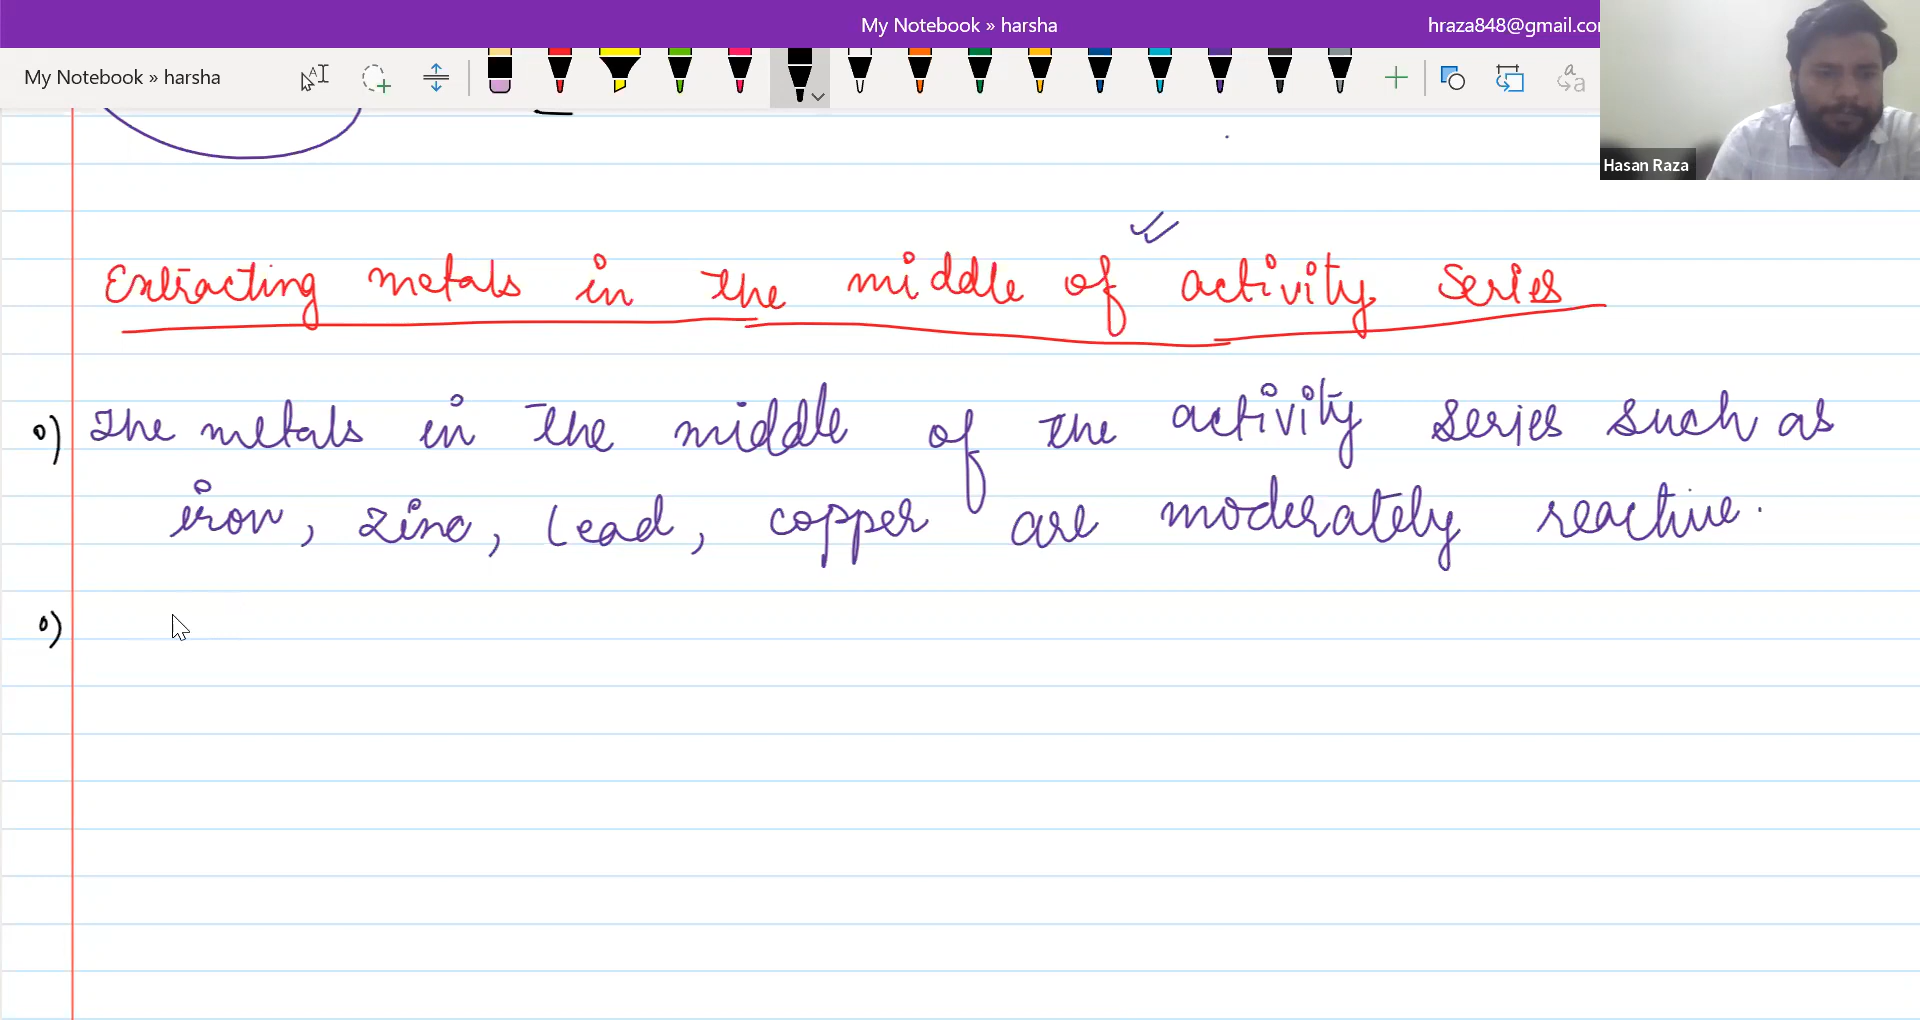 My Notebook » harsha
hraza848@gmail.co
My Notebook » harsha
Hasan Raza
Extracting metals in the middle of activity series
o) The metals in the middle of the activity series such as
iron, zinc, lead, copper are moderately reactive.
o)